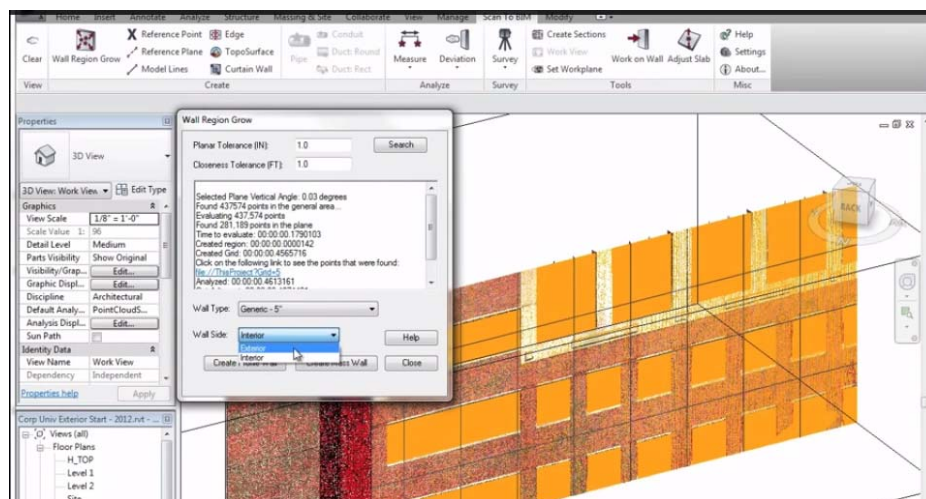 Home Insert Annotate Analyze Structure Massing & Site Collaborate View Manage Scan To BIM Modify
Clear
Wall Region Grow
Reference Point
Reference Plane
Model Lines
Edge
TopoSurface
Curtain Wall
Pipe
Conduit
Duct: Round
Duct: Rect
Measure
Deviation
Survey
Create Sections
Work View
Set Workplane
Work on Wall
Adjust Slab
Help
Settings
About...
View Create Analyze Survey Tools Misc
Properties
3D View
3D View: Work View
Edit Type
Graphics
View Scale 1/8" = 1'-0"
Scale Value 1: 96
Detail Level Medium
Parts Visibility Show Original
Visibility/Grap... Edit...
Graphic Displ... Edit...
Discipline Architectural
Default Analy... PointCloudS...
Analysis Displ... Edit...
Sun Path
Identity Data
View Name Work View
Dependency Independent
Properties help Apply
Corp Univ Exterior Start - 2012.rvt - ...
Views (all)
Floor Plans
H_TOP
Level 1
Level 2
Site
Wall Region Grow
Planar Tolerance (IN): 1.0 Search
Closeness Tolerance (FT): 1.0
Selected Plane Vertical Angle: 0.03 degrees
Found 437574 points in the general area...
Evaluating 437,574 points
Found 281,189 points in the plane
Time to evaluate: 00:00:00.1790103
Created region: 00:00:00.0000142
Created Grid: 00:00:00.4565716
Click on the following link to see the points that were found:
file://ThisProject?Grid=5
Analyzed: 00:00:00.4613161
Wall Type: Generic - 5"
Wall Side: Interior Help
Exterior
Interior
Create Wall Create Mass Wall Close
BACK